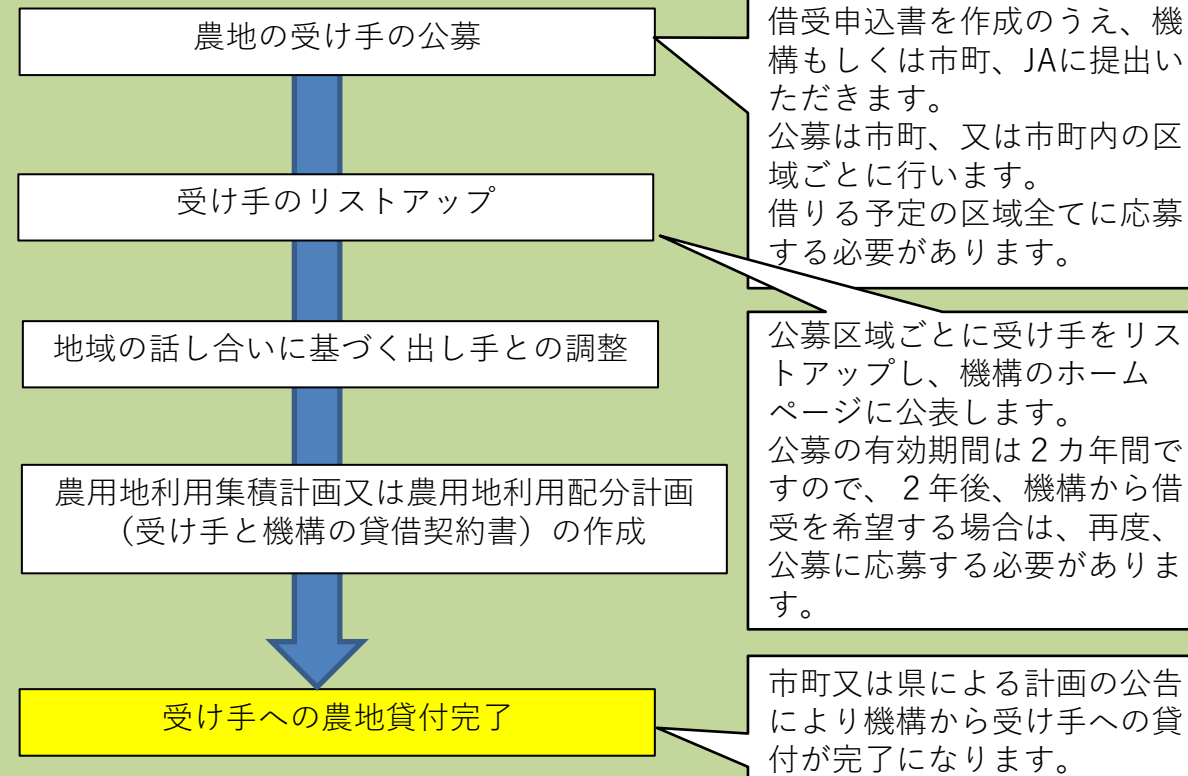 農地の受け手の公募
借受申込書を作成のうえ、機
構もしくは市町、JAに提出い
ただきます。
公募は市町、又は市町内の区
域ごとに行います。
借りる予定の区域全てに応募
する必要があります。
受け手のリストアップ
公募区域ごとに受け手をリス
トアップし、機構のホーム
ページに公表します。
公募の有効期間は２カ年間で
すので、２年後、機構から借
受を希望する場合は、再度、
公募に応募する必要がありま
す。
地域の話し合いに基づく出し手との調整
農用地利用集積計画又は農用地利用配分計画
（受け手と機構の貸借契約書）の作成
受け手への農地貸付完了
市町又は県による計画の公告
により機構から受け手への貸
付が完了になります。